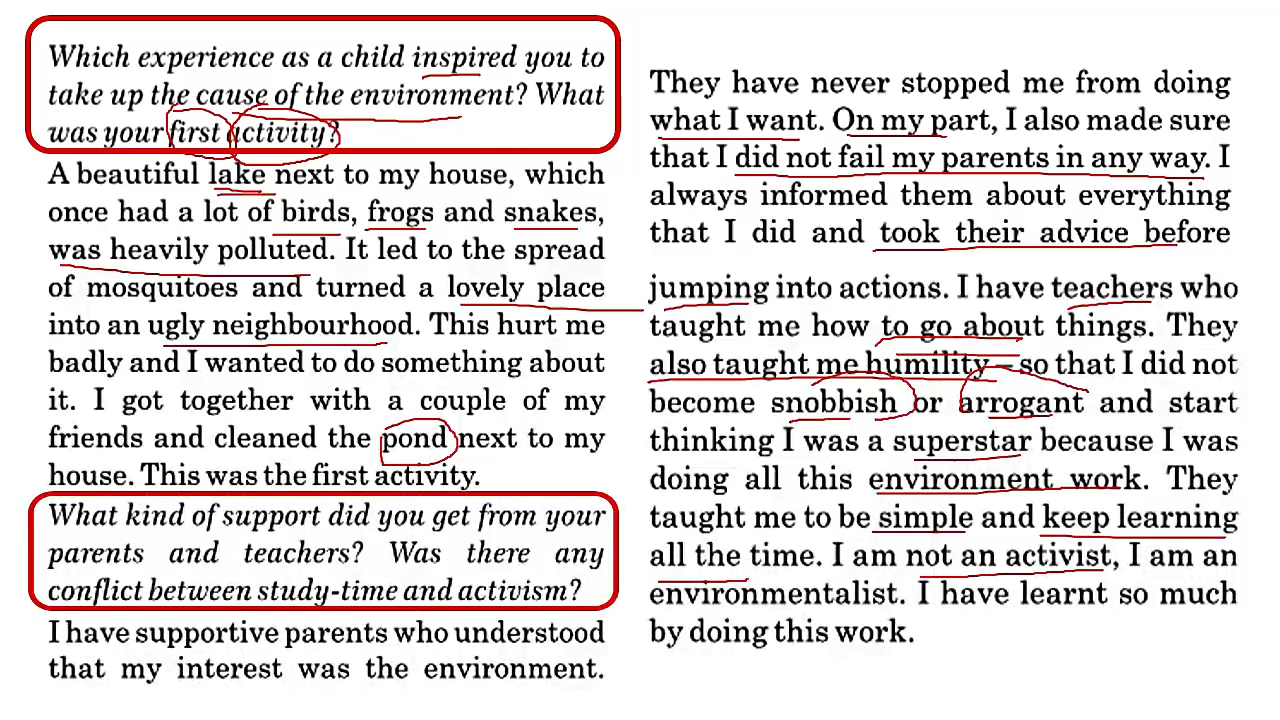 Which experience as a child inspired you to
take up the cause of the environment? What
was your first activity?
A beautiful lake next to my house, which
once had a lot of birds, frogs and snakes,
was heavily polluted. It led to the spread
of mosquitoes and turned a lovely place
into an ugly neighbourhood. This hurt me
badly and I wanted to do something about
it. I got together with a couple of my
friends and cleaned the pond next to my
house. This was the first activity.
What kind of support did you get from your
parents and teachers? Was there any
conflict between study-time and activism?
I have supportive parents who understood
that my interest was the environment.
They have never stopped me from doing
what I want. On my part, I also made sure
that I did not fail my parents in any way. I
always informed them about everything
that I did and took their advice before
jumping into actions. I have teachers who
taught me how to go about things. They
also taught me humility – so that I did not
become snobbish or arrogant and start
thinking I was a superstar because I was
doing all this environment work. They
taught me to be simple and keep learning
all the time. I am not an activist, I am an
environmentalist. I have learnt so much
by doing this work.